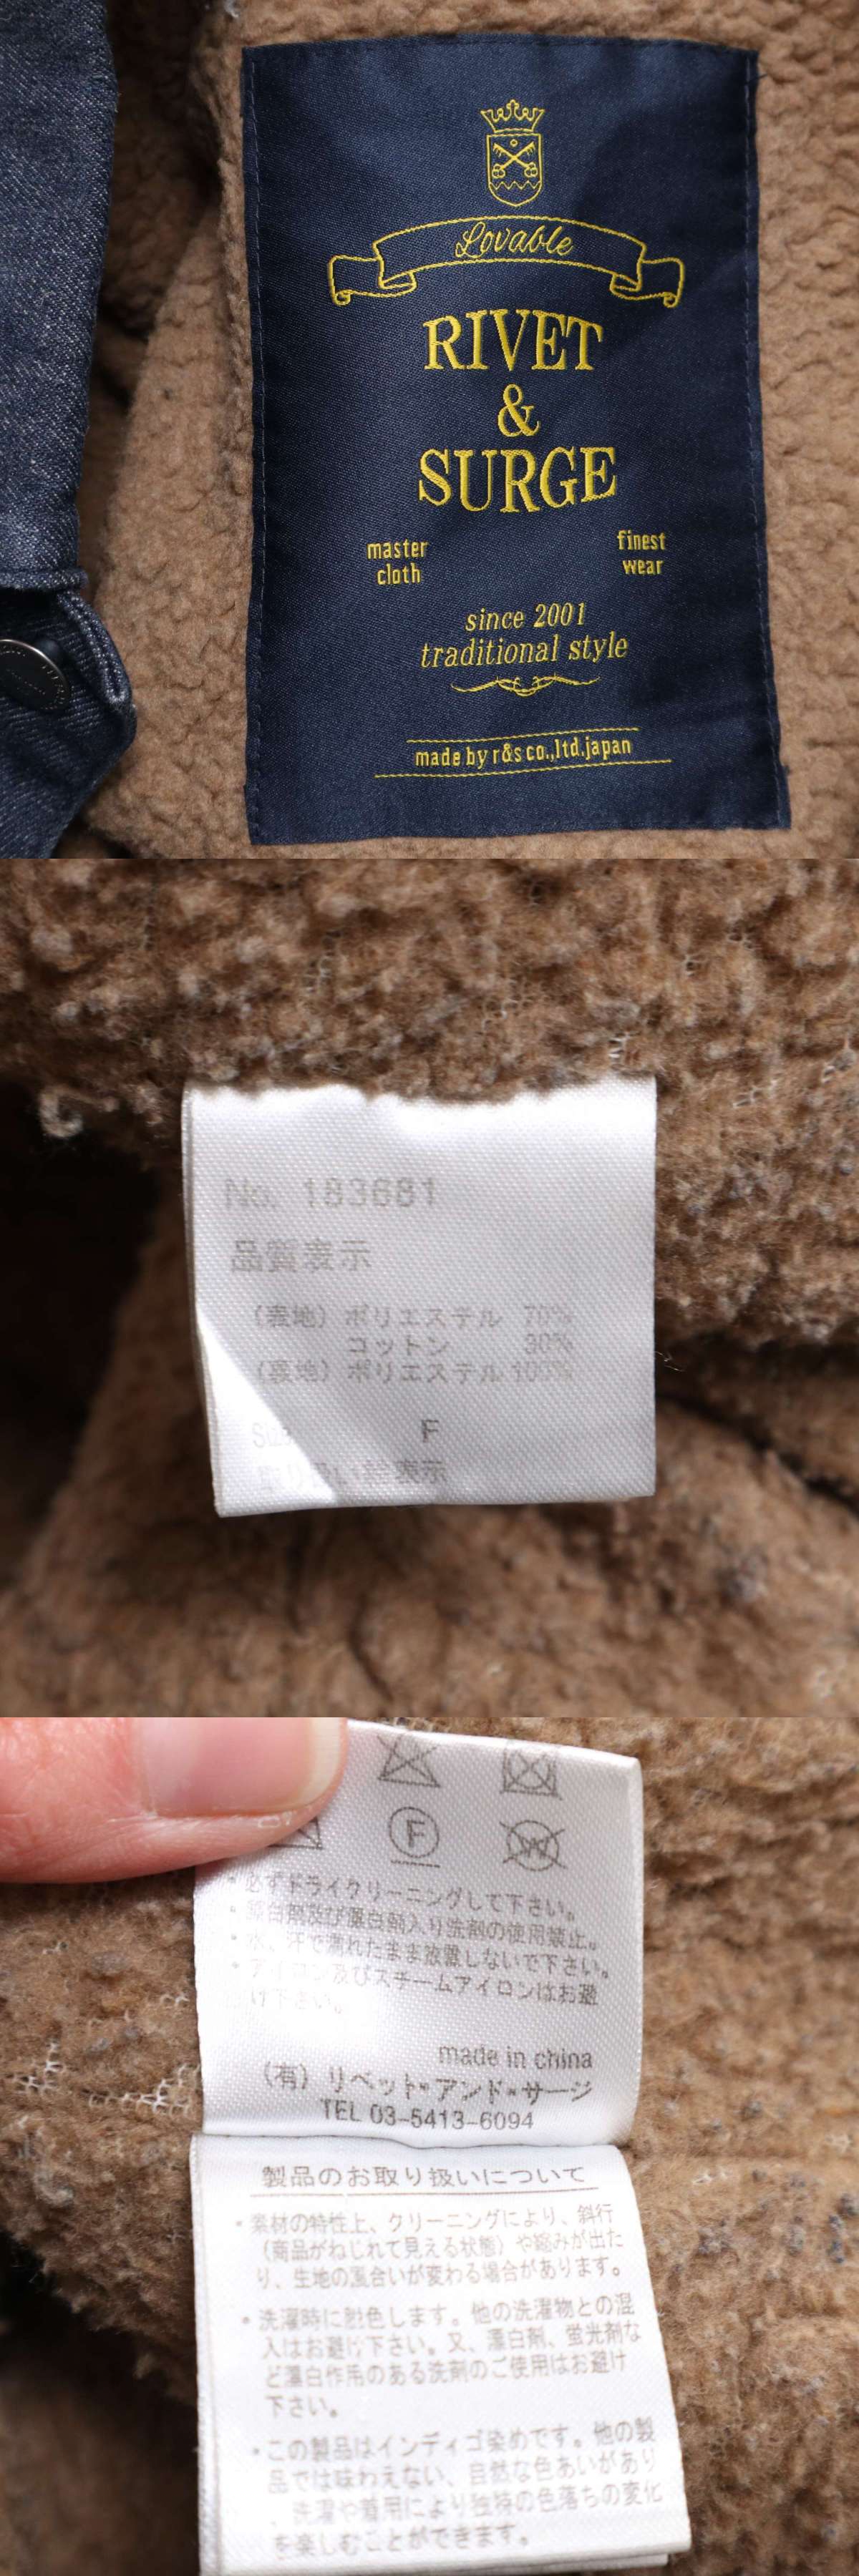 Lovable
RIVET
&
SURGE
master
cloth
finest
wear
since 2001
traditional style
made by r&s co.,ltd.japan
No. 183681
品質表示
(表地) ポリエステル 70%
コットン 30%
(裏地) ポリエステル 100%
F
取り扱い絵表示
F
W
・必ずドライクリーニングして下さい。
・蛍白剤及び蛋白剤入り洗剤の使用禁止。
・水、汗で濡れたまま放置しないで下さい。
・アイロン及びスチームアイロンはお避
け下さい。
made in china
(有) リベット・アンド・サージ
TEL 03-5413-6094
製品のお取り扱いについて
・素材の特性上、クリーニングにより、斜行
(商品がねじれて見える状態) や縮みが出た
り、生地の風合いが変わる場合があります。
・洗濯時に脱色します。他の洗濯物との混
入はお避け下さい。又、漂白剤、蛍光剤な
ど漂白作用のある洗剤のご使用はお避け
下さい。
・この製品はインディゴ染めです。他の製
品では味わえない、自然な色あいがあり
、洗濯や着用により独特の色落ちの変化
を楽しむことができます。